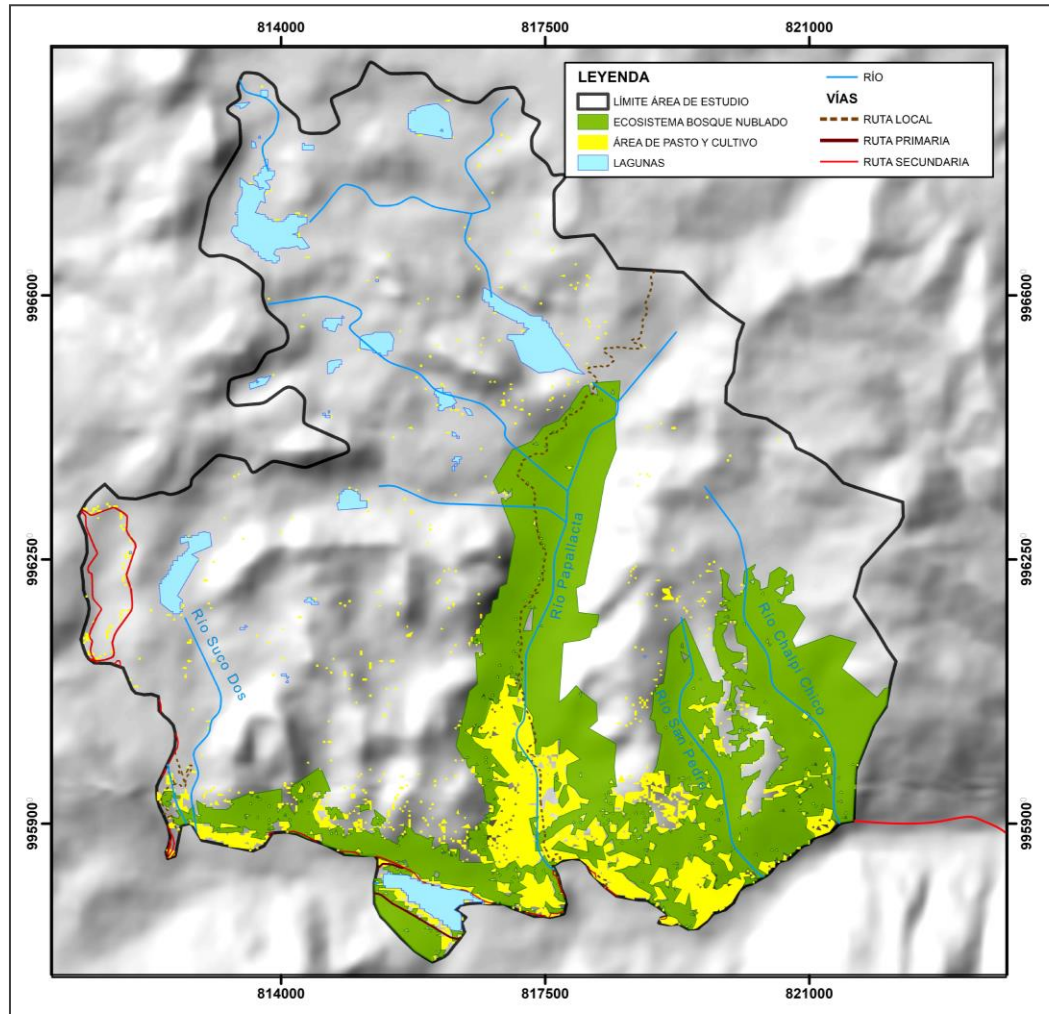 814000
817500
821000
LEYENDA
LÍMITE ÁREA DE ESTUDIO
ECOSISTEMA BOSQUE NUBLADO
ÁREA DE PASTO Y CULTIVO
LAGUNAS
RÍO
VÍAS
RUTA LOCAL
RUTA PRIMARIA
RUTA SECUNDARIA
9966000
9966000
996250
996250
Río Papallacta
Río Suco Dos
Río Chalpi Chico
Río San Pedro
995900
995900
814000
817500
821000